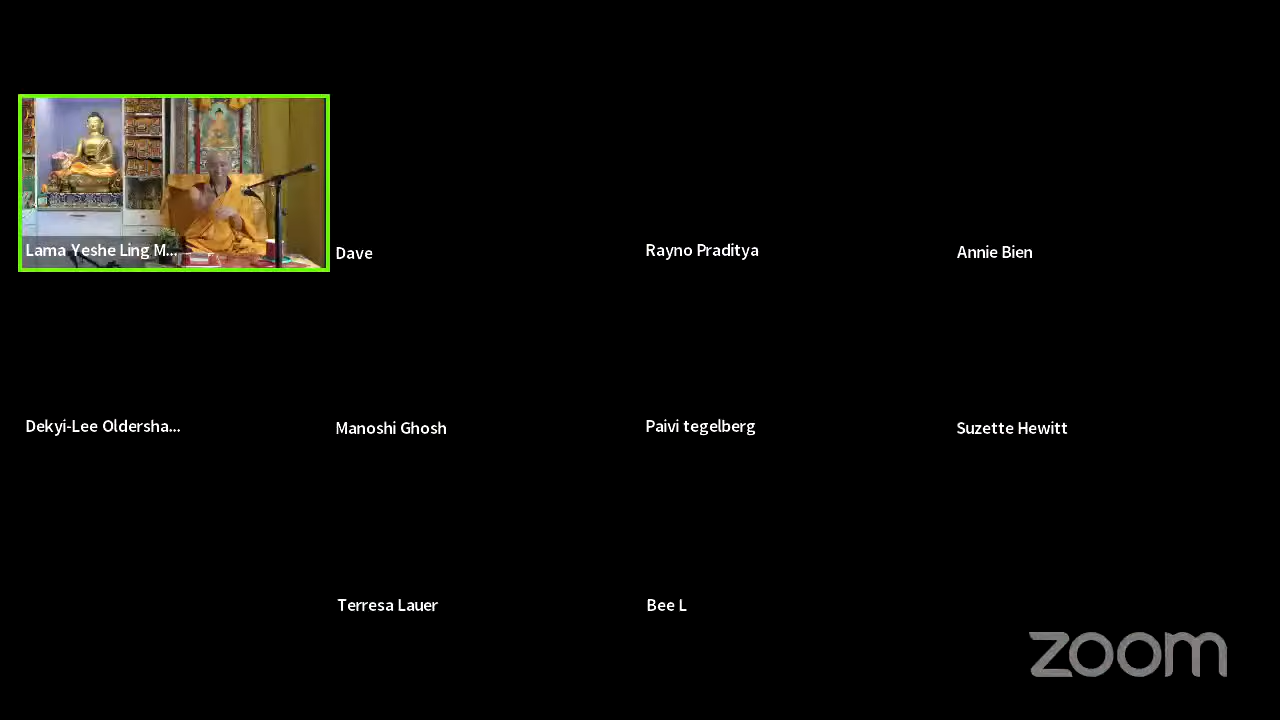 Lama Yeshe Ling M...
Dave
Rayno Praditya
Annie Bien
Dekyi-Lee Oldersha...
Manoshi Ghosh
Paivi tegelberg
Suzette Hewitt
Terresa Lauer
Bee L
zoom